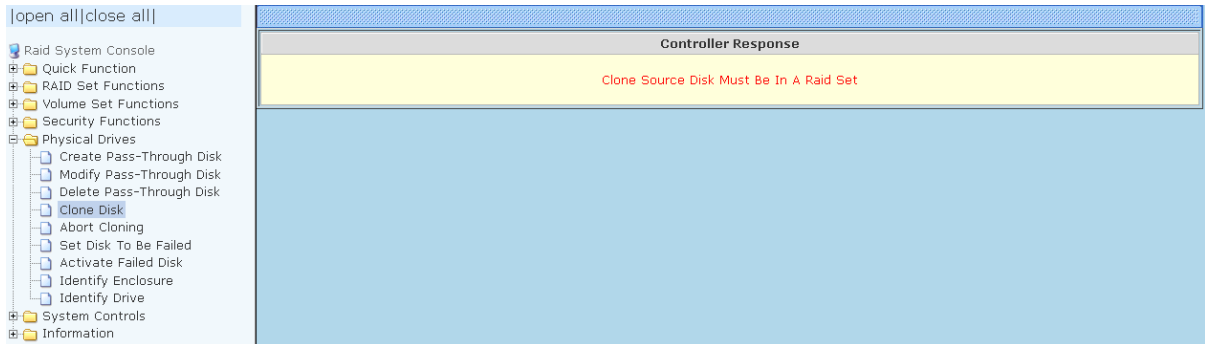 |open all|close all|
Raid System Console
Quick Function
RAID Set Functions
Volume Set Functions
Security Functions
Physical Drives
Create Pass-Through Disk
Modify Pass-Through Disk
Delete Pass-Through Disk
Clone Disk
Abort Cloning
Set Disk To Be Failed
Activate Failed Disk
Identify Enclosure
Identify Drive
System Controls
Information
Controller Response
Clone Source Disk Must Be In A Raid Set